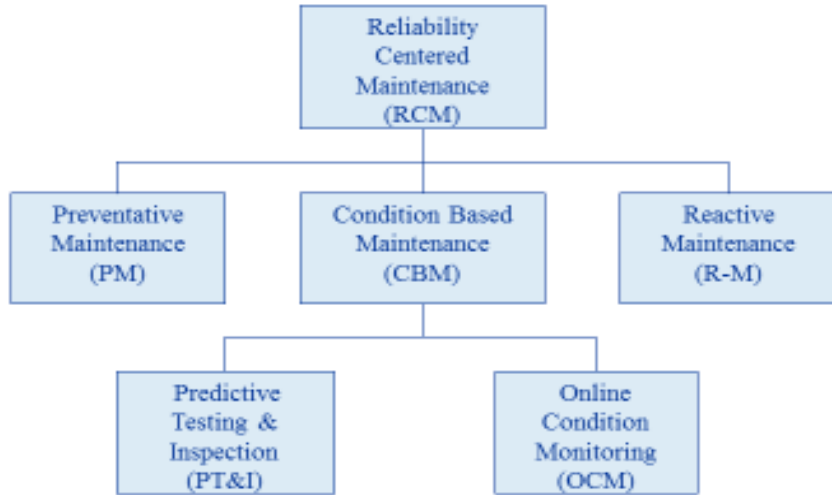 Reliability
Centered
Maintenance
(RCM)
Preventative
Maintenance
(PM)
Condition Based
Maintenance
(CBM)
Reactive
Maintenance
(R-M)
Predictive
Testing &
Inspection
(PT&I)
Online
Condition
Monitoring
(OCM)